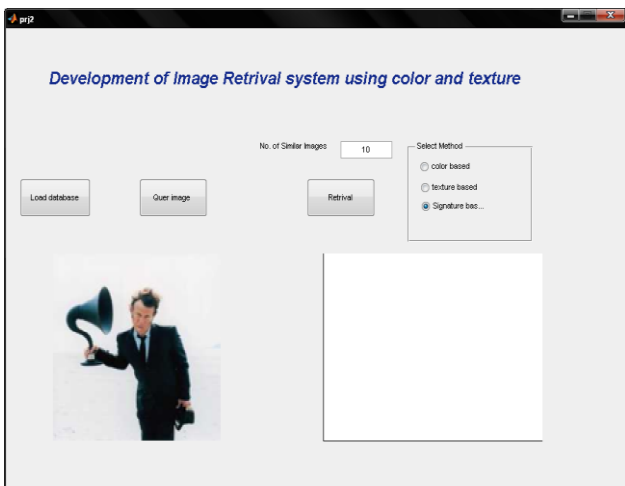 prj2
Development of Image Retrival system using color and texture
No. of Similar Images 10
Select Method
color based
texture based
Signature bas...
Load database
Quer image
Retrival